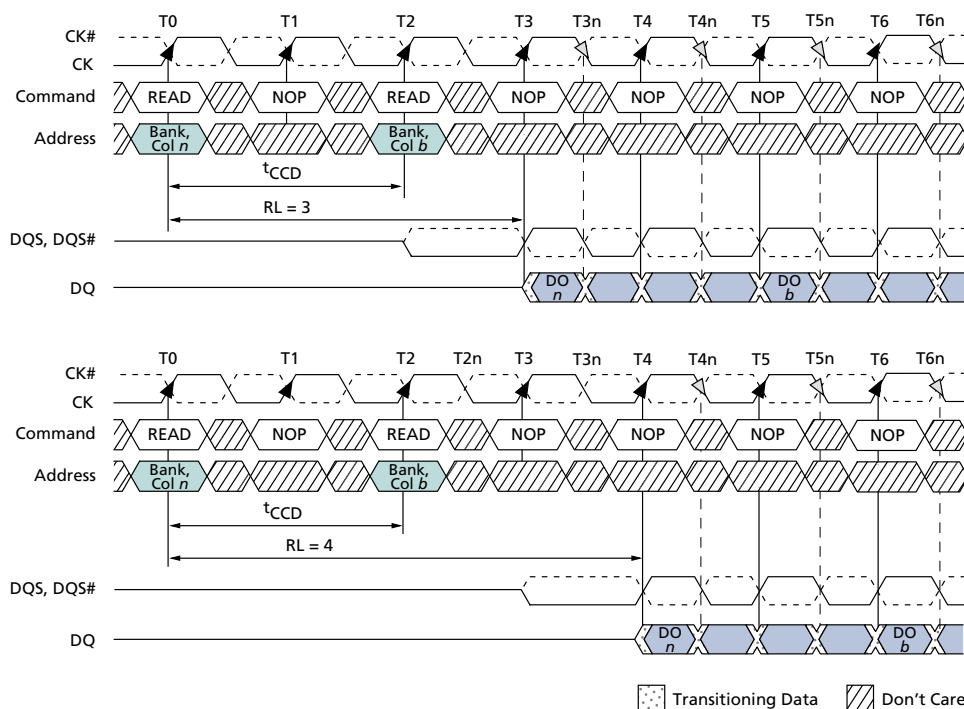 T0 T1 T2 T3 T3n T4 T4n T5 T5n T6 T6n
CK#
CK
Command READ NOP READ NOP NOP NOP NOP
Address Bank, Col n Bank, Col b
tCCD
RL = 3
DQS, DQS#
DQ DO n DO b
T0 T1 T2 T2n T3 T3n T4 T4n T5 T5n T6 T6n
CK#
CK
Command READ NOP READ NOP NOP NOP NOP
Address Bank, Col n Bank, Col b
tCCD
RL = 4
DQS, DQS#
DQ DO n DO b
Transitioning Data Don't Care